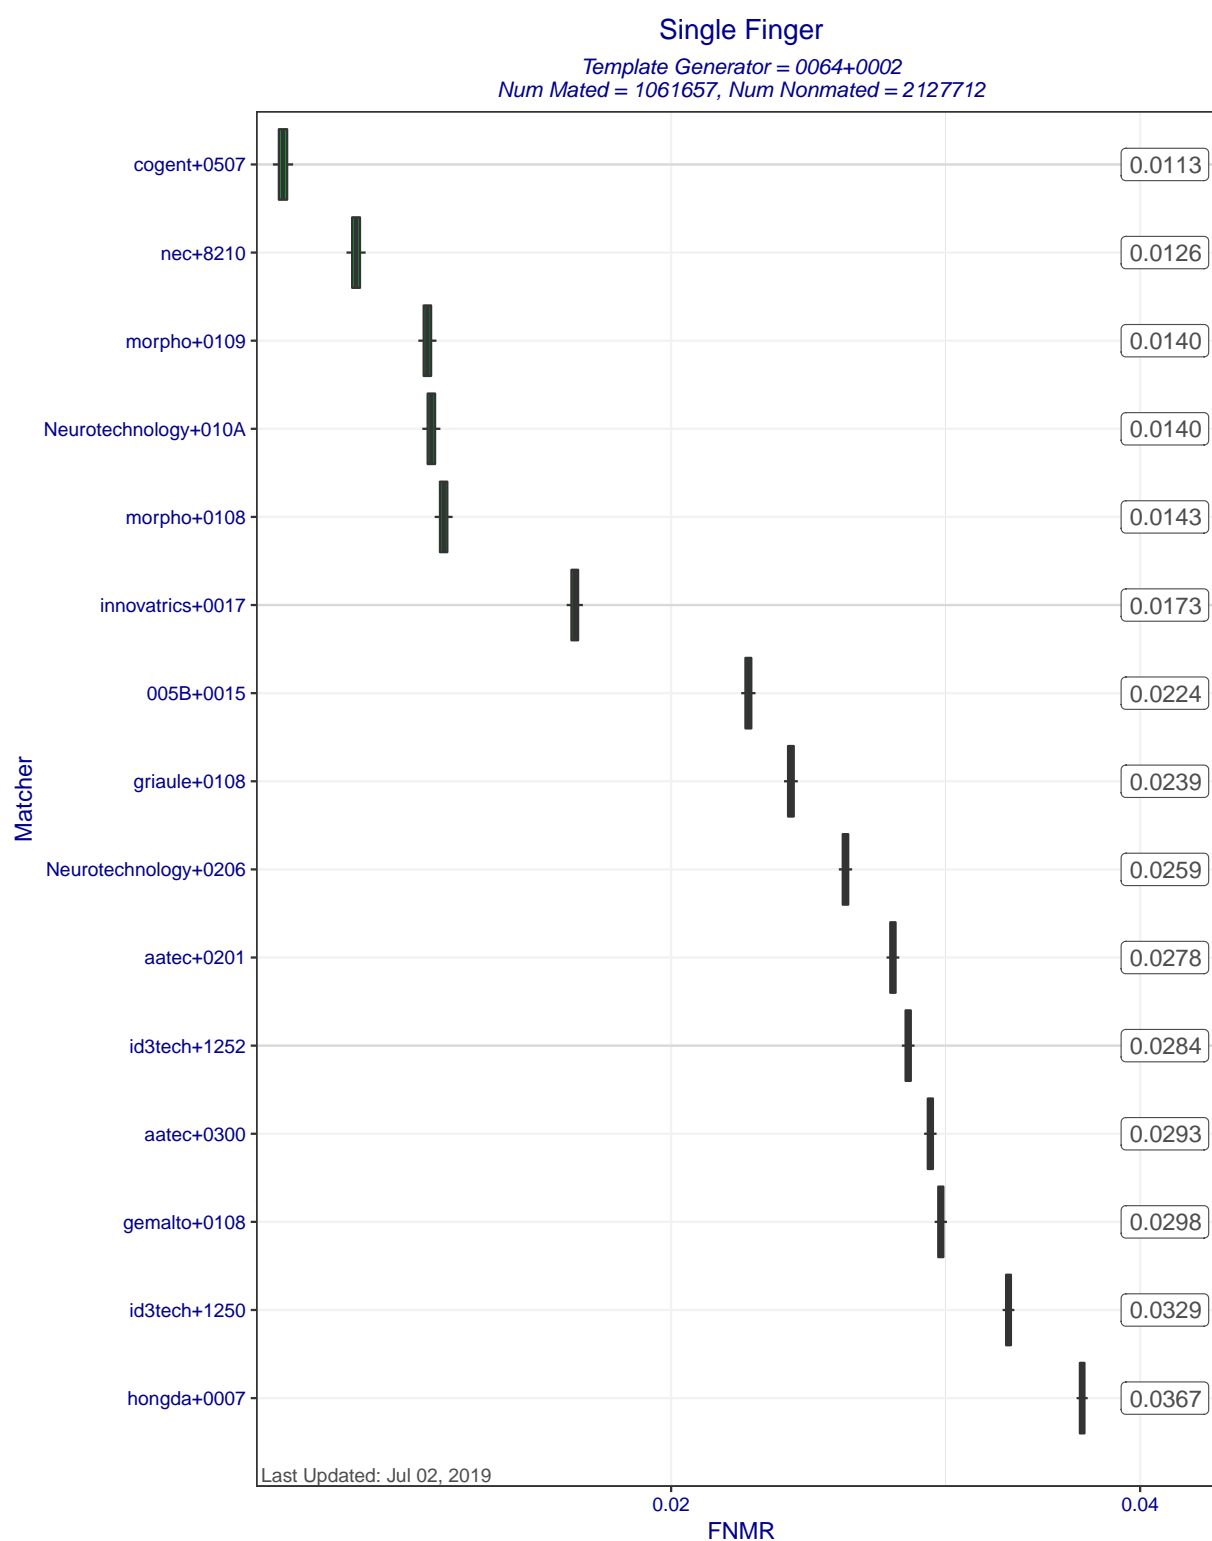 Single Finger
Template Generator = 0064+0002
Num Mated = 1061657, Num Nonmated = 2127712
cogent+0507 0.0113
nec+8210 0.0126
morpho+0109 0.0140
Neurotechnology+010A 0.0140
morpho+0108 0.0143
innovatrics+0017 0.0173
005B+0015 0.0224
griaule+0108 0.0239
Matcher
Neurotechnology+0206 0.0259
aatec+0201 0.0278
id3tech+1252 0.0284
aatec+0300 0.0293
gemalto+0108 0.0298
id3tech+1250 0.0329
hongda+0007 0.0367
Last Updated: Jul 02, 2019
0.02 0.04
FNMR